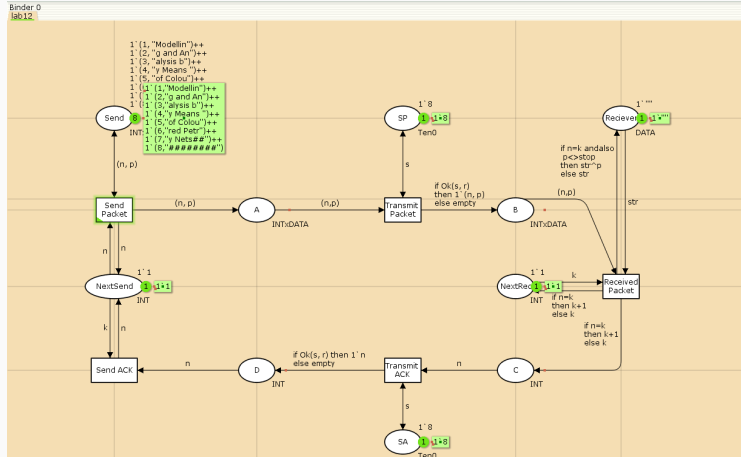 Binder 0
lab12
1`(1, "Modellin")++
1`(2, "g and An")++
1`(3, "alysis b")++
1`(4, "y Means ")++
1`(5, "of Colou")++
1`(1,"Modellin")++
1`(2,"g and An")++
1`(3,"alysis b")++
1`(4,"y Means ")++
1`(5,"of Colou")++
1`(6,"red Petr")++
1`(7,"y Nets##")++
1`(8,"########")
Send
8
1`8
SP
1
1`8
Ten0
1`""
Reciever
1
1`""
DATA
(n, p)
s
if n=k andalso
p<>stop
then str^p
else str
str
Send
Packet
(n, p)
A
INTxDATA
(n,p)
Transmit
Packet
if Ok(s, r)
then 1`(n, p)
else empty
B
INTxDATA
(n,p)
n
n
1`1
NextSend
1
1`1
INT
1`1
NextRec
1
1`1
INT
k
if n=k
then k+1
else k
Received
Packet
if n=k
then k+1
else k
k
n
Send ACK
n
D
INT
if Ok(s, r) then 1`n
else empty
Transmit
ACK
n
C
INT
s
1`8
SA
1
1`8
Ten0